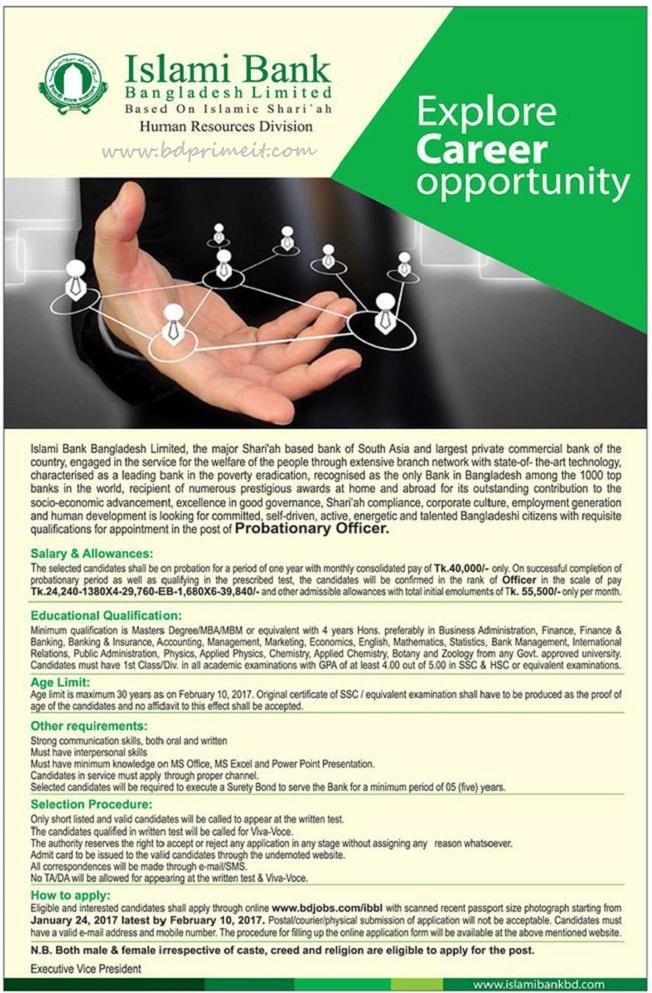 Islami Bank
Bangladesh Limited
Based On Islamic Shari'ah
Human Resources Division
www.bdprimeit.com
Explore
Career
opportunity
Islami Bank Bangladesh Limited, the major Shari'ah based bank of South Asia and largest private commercial bank of the
country, engaged in the service for the welfare of the people through extensive branch network with state-of- the-art technology,
characterised as a leading bank in the poverty eradication, recognised as the only Bank in Bangladesh among the 1000 top
banks in the world, recipient of numerous prestigious awards at home and abroad for its outstanding contribution to the
socio-economic advancement, excellence in good governance, Shari'ah compliance, corporate culture, employment generation
and human development is looking for committed, self-driven, active, energetic and talented Bangladeshi citizens with requisite
qualifications for appointment in the post of Probationary Officer.
Salary & Allowances:
The selected candidates shall be on probation for a period of one year with monthly consolidated pay of Tk.40,000/- only. On successful completion of
probationary period as well as qualifying in the prescribed test, the candidates will be confirmed in the rank of Officer in the scale of pay
Tk.24,240-1380X4-29,760-EB-1,680X6-39,840/- and other admissible allowances with total initial emoluments of Tk. 55,500/- only per month.
Educational Qualification:
Minimum qualification is Masters Degree/MBA/MBM or equivalent with 4 years Hons. preferably in Business Administration, Finance, Finance &
Banking, Banking & Insurance, Accounting, Management, Marketing, Economics, English, Mathematics, Statistics, Bank Management, International
Relations, Public Administration, Physics, Applied Physics, Chemistry, Applied Chemistry, Botany and Zoology from any Govt. approved university.
Candidates must have 1st Class/Div. in all academic examinations with GPA of at least 4.00 out of 5.00 in SSC & HSC or equivalent examinations.
Age Limit:
Age limit is maximum 30 years as on February 10, 2017. Original certificate of SSC / equivalent examination shall have to be produced as the proof of
age of the candidates and no affidavit to this effect shall be accepted.
Other requirements:
Strong communication skills, both oral and written
Must have interpersonal skills
Must have minimum knowledge on MS Office, MS Excel and Power Point Presentation.
Candidates in service must apply through proper channel.
Selected candidates will be required to execute a Surety Bond to serve the Bank for a minimum period of 05 (five) years.
Selection Procedure:
Only short listed and valid candidates will be called to appear at the written test.
The candidates qualified in written test will be called for Viva-Voce.
The authority reserves the right to accept or reject any application in any stage without assigning any reason whatsoever.
Admit card to be issued to the valid candidates through the undernoted website.
All correspondences will be made through e-mail/SMS.
No TA/DA will be allowed for appearing at the written test & Viva-Voce.
How to apply:
Eligible and interested candidates shall apply through online www.bdjobs.com/ibbl with scanned recent passport size photograph starting from
January 24, 2017 latest by February 10, 2017. Postal/courier/physical submission of application will not be acceptable. Candidates must
have a valid e-mail address and mobile number. The procedure for filling up the online application form will be available at the above mentioned website.
N.B. Both male & female irrespective of caste, creed and religion are eligible to apply for the post.
Executive Vice President
www.islamibankbd.com